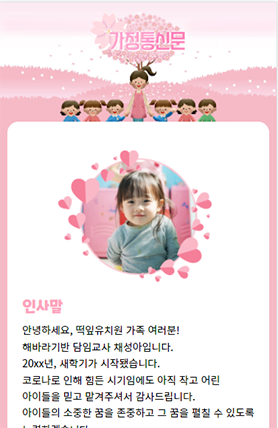 가정통신문
인사말
안녕하세요, 떡잎유치원 가족 여러분!
해바라기반 담임교사 채성아입니다.
20xx년, 새학기가 시작됐습니다.
코로나로 인해 힘든 시기임에도 아직 작고 어린
아이들을 믿고 맡겨주셔서 감사드립니다.
아이들의 소중한 꿈을 존중하고 그 꿈을 펼칠 수 있도록